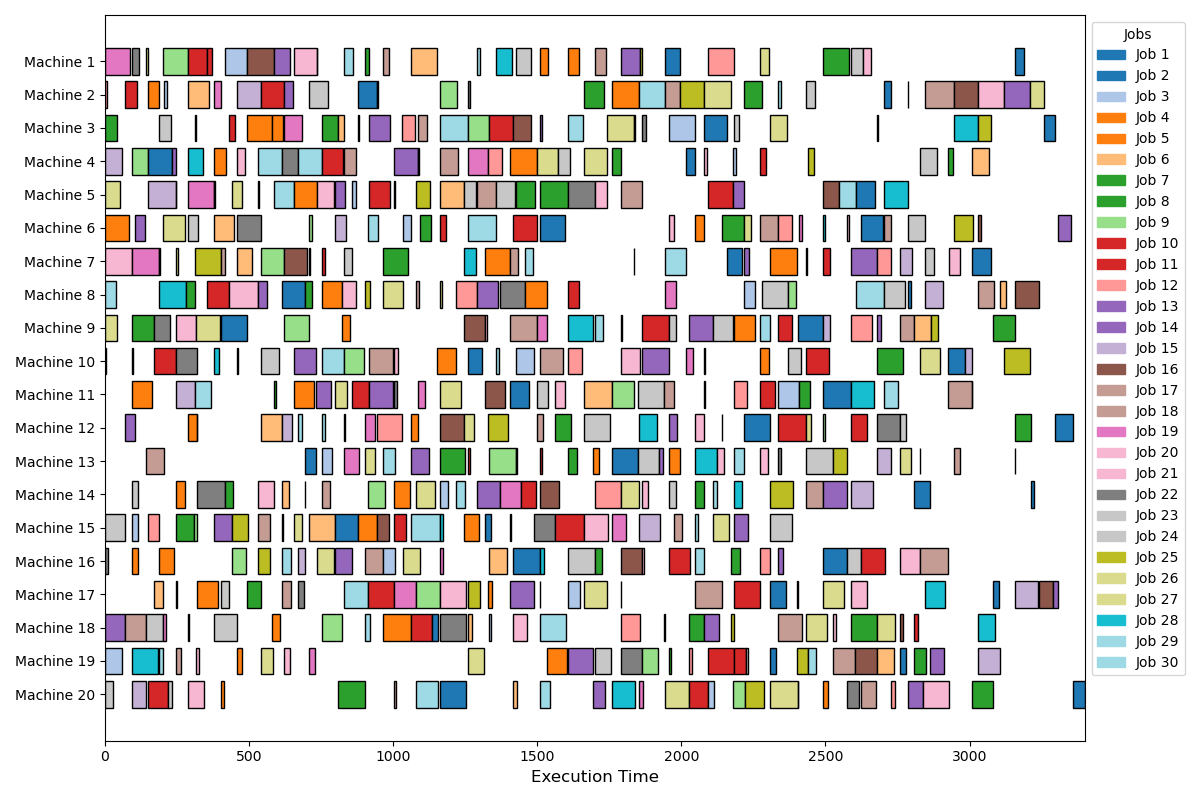 Machine 1
Machine 2
Machine 3
Machine 4
Machine 5
Machine 6
Machine 7
Machine 8
Machine 9
Machine 10
Machine 11
Machine 12
Machine 13
Machine 14
Machine 15
Machine 16
Machine 17
Machine 18
Machine 19
Machine 20
0 500 1000 1500 2000 2500 3000
Execution Time
Jobs
Job 1
Job 2
Job 3
Job 4
Job 5
Job 6
Job 7
Job 8
Job 9
Job 10
Job 11
Job 12
Job 13
Job 14
Job 15
Job 16
Job 17
Job 18
Job 19
Job 20
Job 21
Job 22
Job 23
Job 24
Job 25
Job 26
Job 27
Job 28
Job 29
Job 30